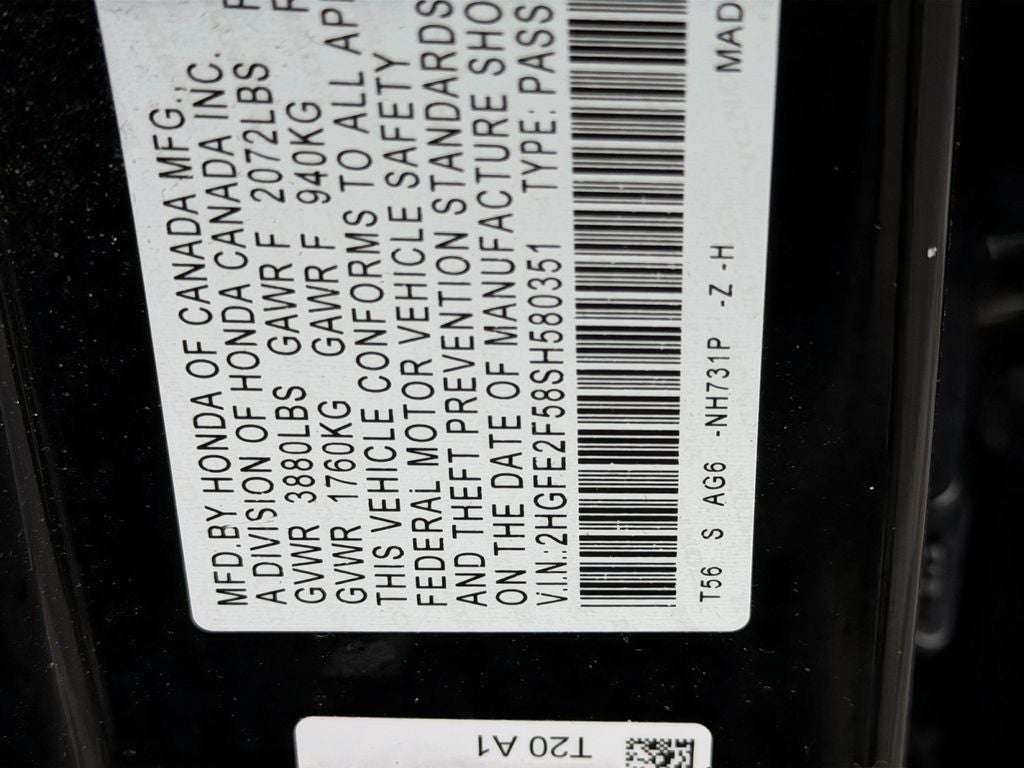 MFD.BY HONDA OF CANADA MFG.,
A DIVISION OF HONDA CANADA INC.
GVWR 3880LBS GAWR F 2072LBS
GVWR 1760KG GAWR F 940KG
THIS VEHICLE CONFORMS TO ALL
FEDERAL MOTOR VEHICLE SAFETY
AND THEFT PREVENTION STANDARDS
ON THE DATE OF MANUFACTURE SHO
V.I.N.:2HGFE2F58SH580351 TYPE: PASS
T56 S AG6 -NH731P -Z -H MAD
T20 A1